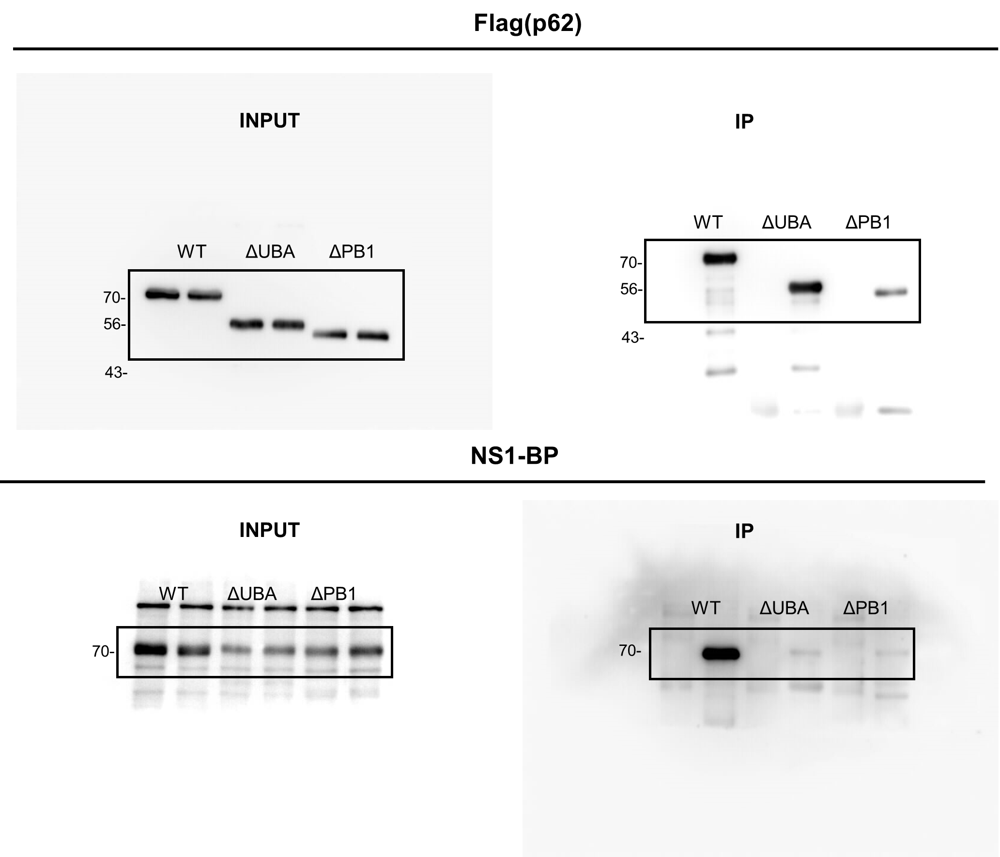 Flag(p62)
INPUT
WT ΔUBA ΔPB1
70-
56-
43-
IP
WT ΔUBA ΔPB1
70-
56-
43-
NS1-BP
INPUT
WT ΔUBA ΔPB1
70-
IP
WT ΔUBA ΔPB1
70-